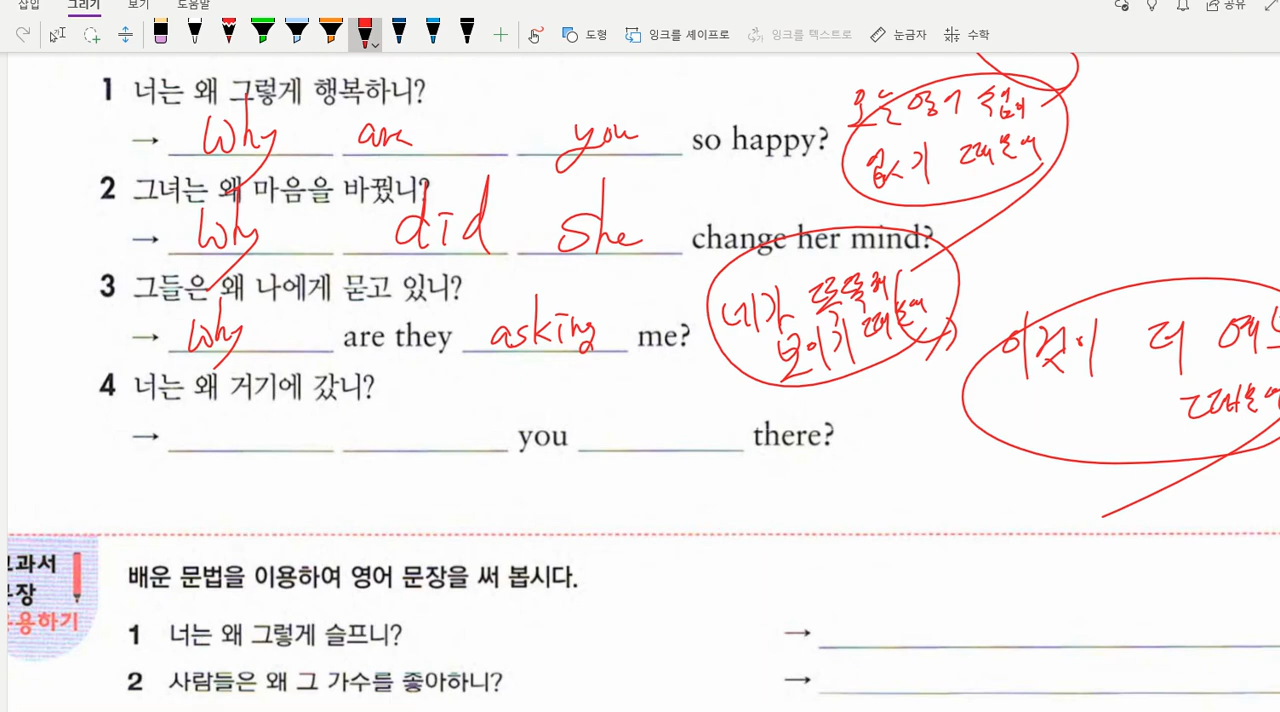 삽입 그리기 보기 도움말
공유
도형 잉크를 셰이프로 잉크를 텍스트로 눈금자 수학
1 너는 왜 그렇게 행복하니?
→ Why are you so happy?
오늘 영어 수업이
없기 때문에
2 그녀는 왜 마음을 바꿨니?
→ Why did she change her mind?
3 그들은 왜 나에게 묻고 있니?
→ Why are they asking me?
네가 똑똑해
보이기 때문에
이것이 더
때문에
4 너는 왜 거기에 갔니?
→ you there?
교과서
문장
응용하기
배운 문법을 이용하여 영어 문장을 써 봅시다.
1 너는 왜 그렇게 슬프니? →
2 사람들은 왜 그 가수를 좋아하니? →